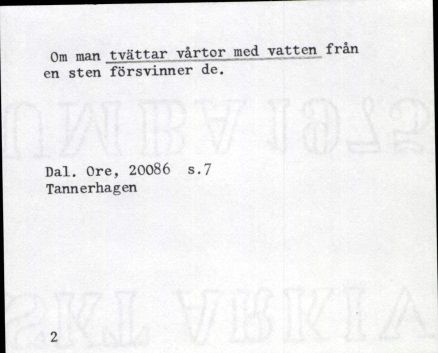 Om man tvättar vårtor med vatten från
en sten försvinner de.
Dal. Ore, 20086 s.7
Tannerhagen
2